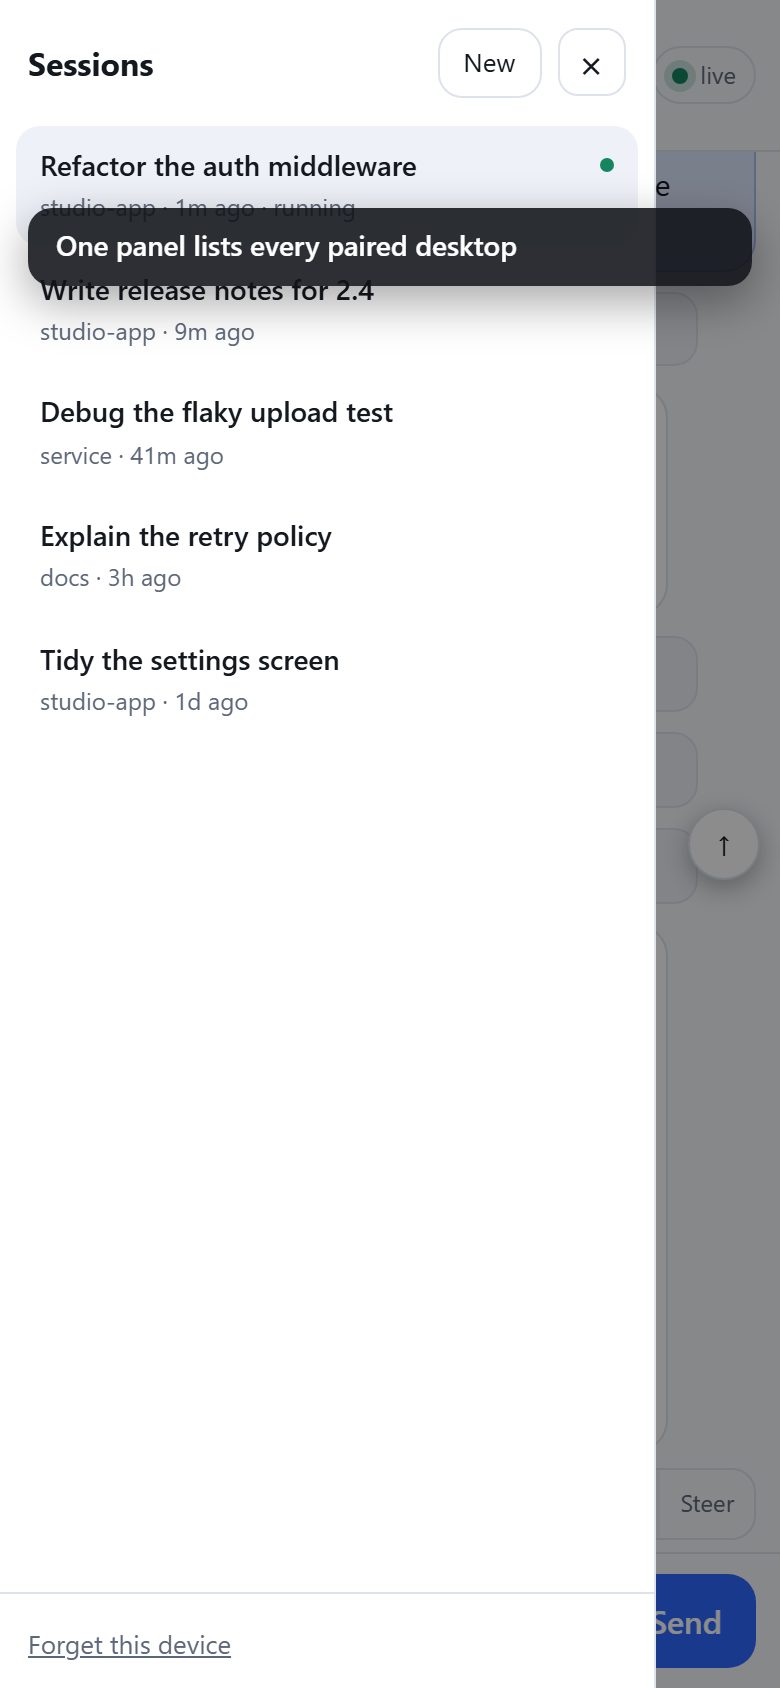 Sessions
New
×
live
Refactor the auth middleware
e
studio-app · 1m ago · running
One panel lists every paired desktop
Write release notes for 2.4
studio-app · 9m ago
Debug the flaky upload test
service · 41m ago
Explain the retry policy
docs · 3h ago
Tidy the settings screen
studio-app · 1d ago
↑
Steer
Send
Forget this device